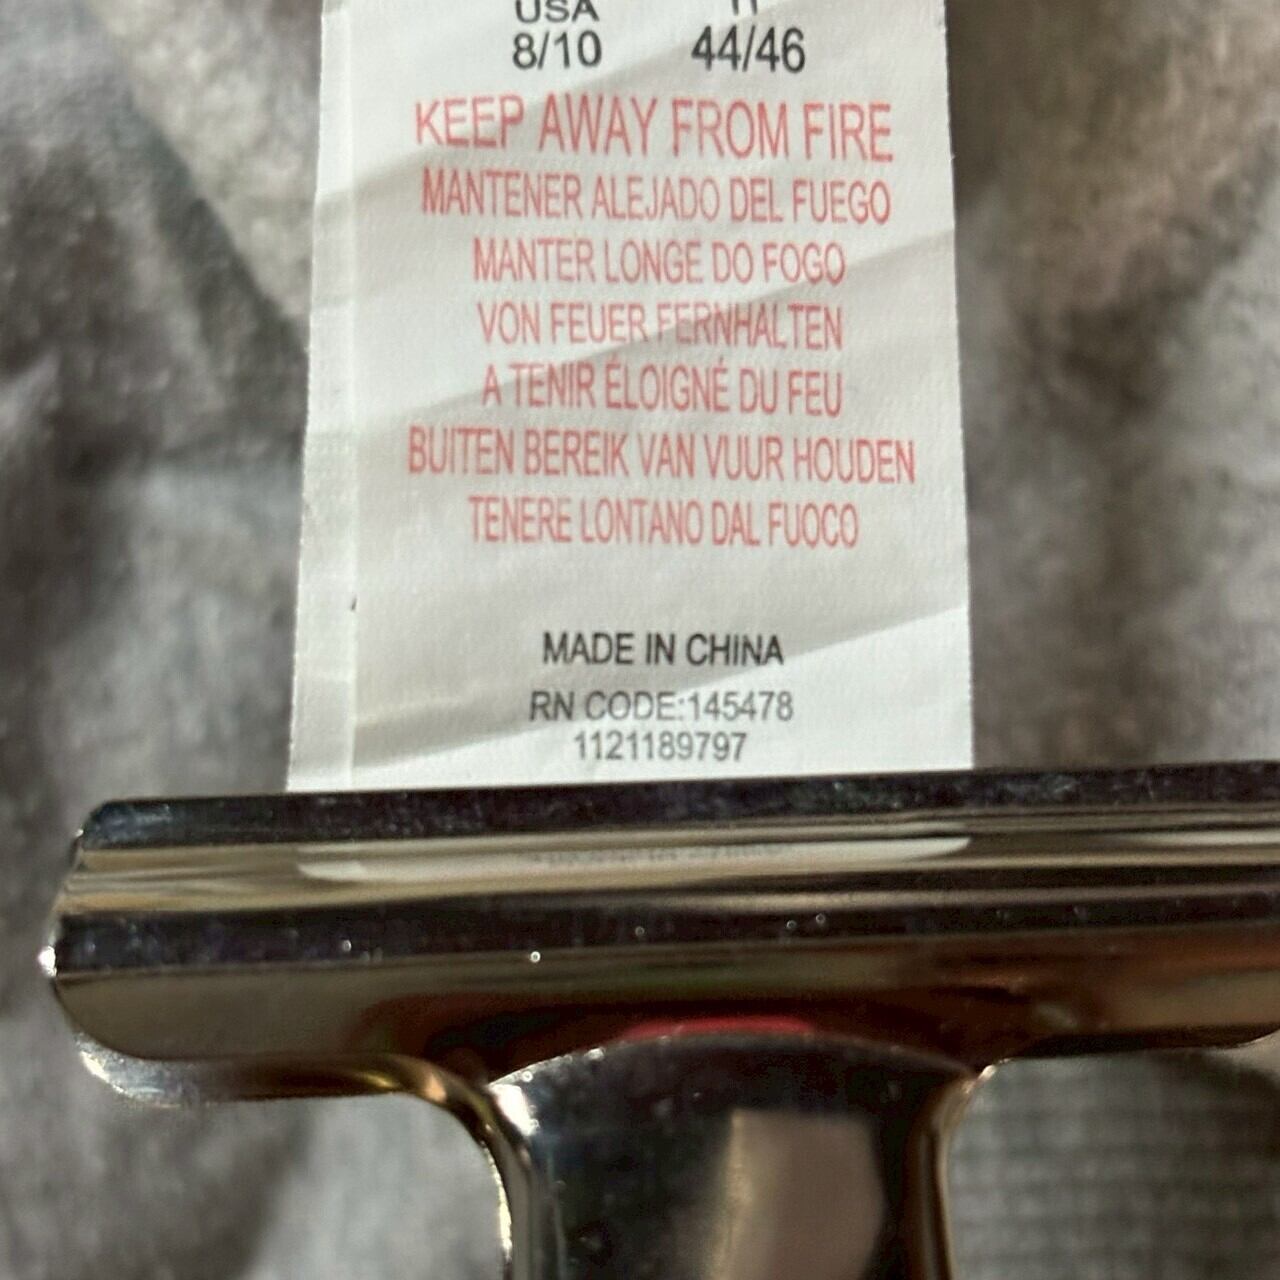 USA IT
8/10 44/46
KEEP AWAY FROM FIRE
MANTENER ALEJADO DEL FUEGO
MANTER LONGE DO FOGO
VON FEUER FERNHALTEN
A TENIR ÉLOIGNÉ DU FEU
BUITEN BEREIK VAN VUUR HOUDEN
TENERE LONTANO DAL FUOCO
MADE IN CHINA
RN CODE:145478
1121189797